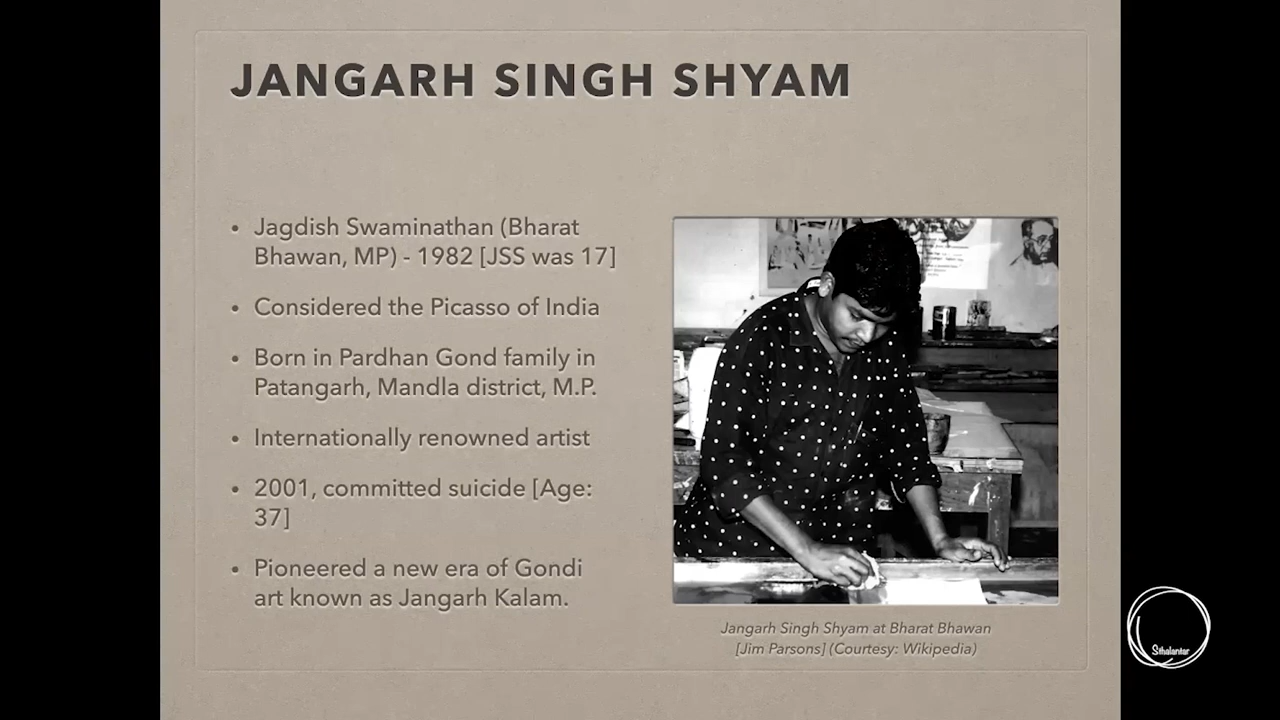 JANGARH SINGH SHYAM
• Jagdish Swaminathan (Bharat
Bhawan, MP) - 1982 [JSS was 17]
• Considered the Picasso of India
• Born in Pardhan Gond family in
Patangarh, Mandla district, M.P.
• Internationally renowned artist
• 2001, committed suicide [Age:
37]
• Pioneered a new era of Gondi
art known as Jangarh Kalam.
Jangarh Singh Shyam at Bharat Bhawan
[Jim Parsons] (Courtesy: Wikipedia)
Sthalantar